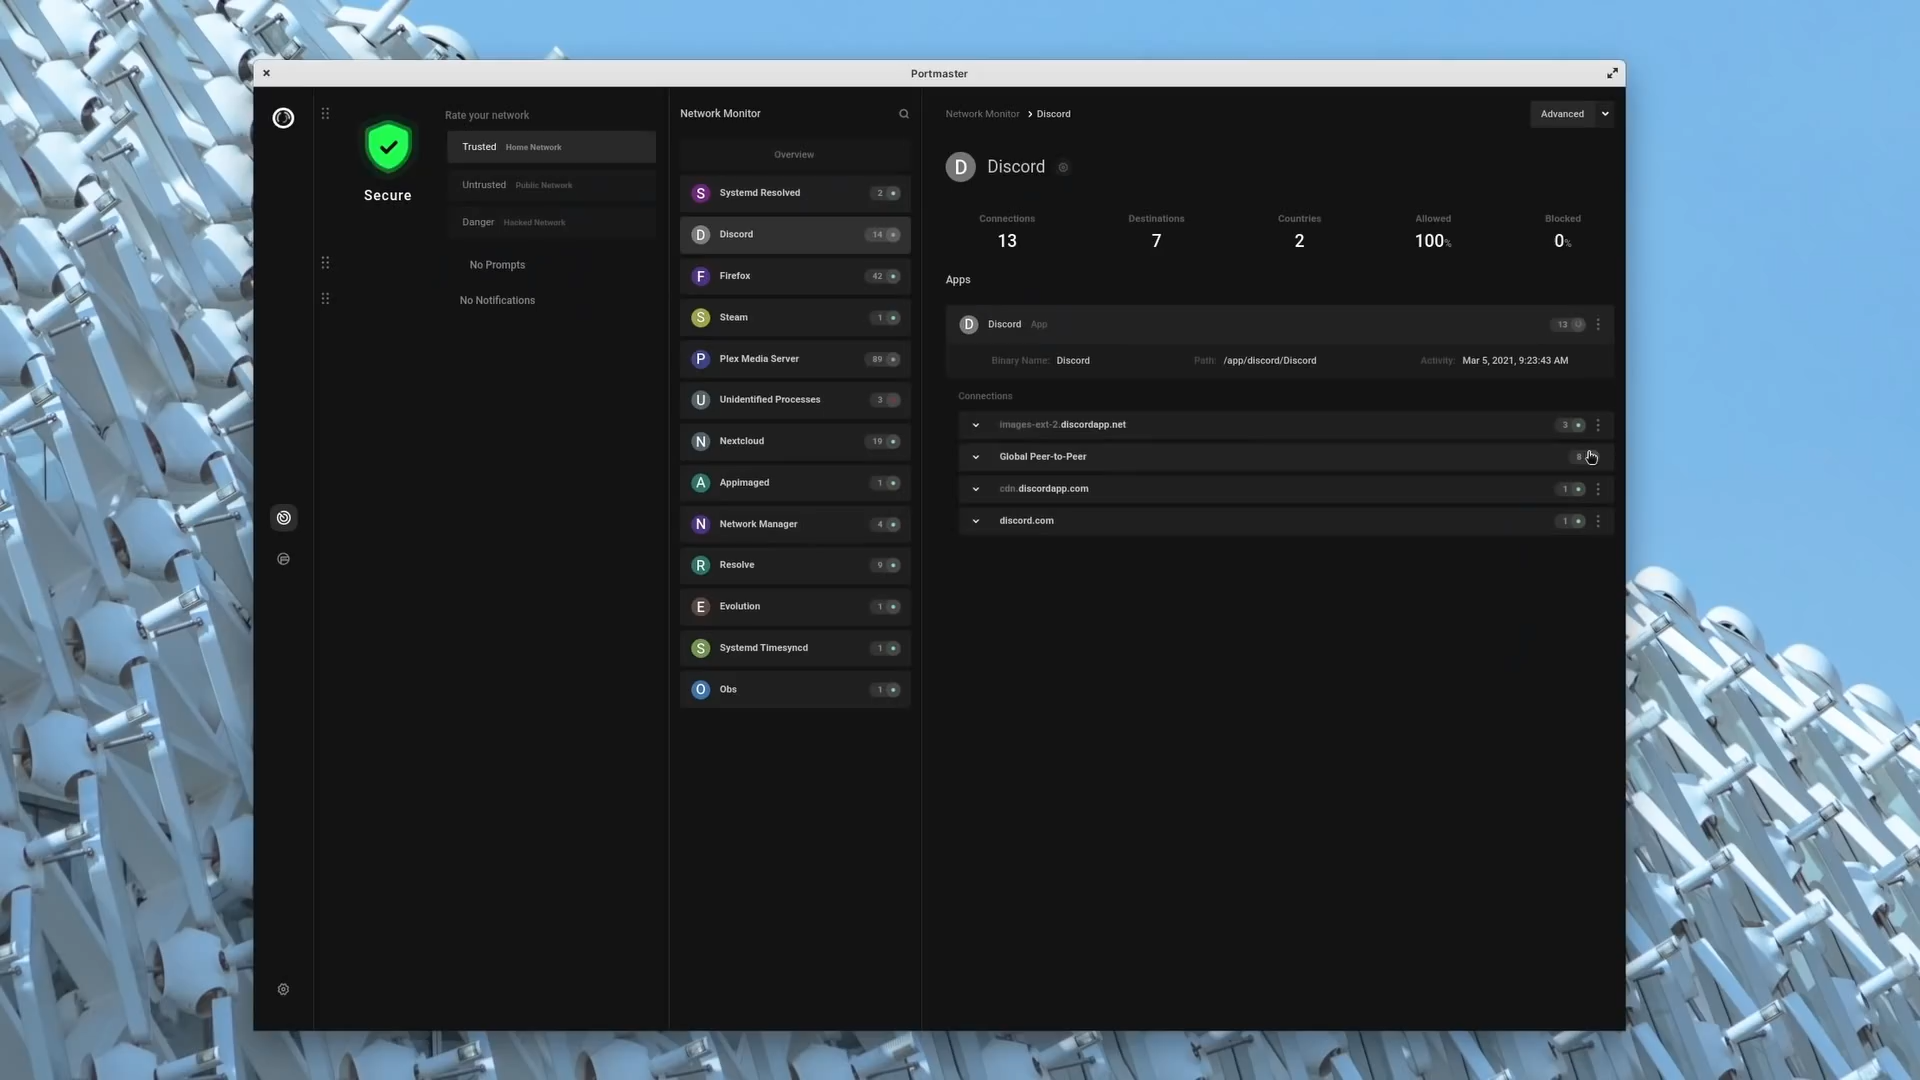 Portmaster
Rate your network
Trusted Home Network
Untrusted Public Network
Danger Hacked Network
Secure
No Prompts
No Notifications
Network Monitor
Overview
S Systemd Resolved 2
D Discord 14
F Firefox 42
S Steam 1
P Plex Media Server 89
U Unidentified Processes 3
N Nextcloud 19
A Appimaged 1
N Network Manager 4
R Resolve 9
E Evolution 1
S Systemd Timesyncd 1
O Obs 1
Network Monitor > Discord
Advanced
D Discord
Connections Destinations Countries Allowed Blocked
13 7 2 100% 0%
Apps
D Discord App 13
Binary Name: Discord Path: /app/discord/Discord Activity: Mar 5, 2021, 9:23:43 AM
Connections
images-ext-2.discordapp.net 3
Global Peer-to-Peer 8
cdn.discordapp.com 1
discord.com 1